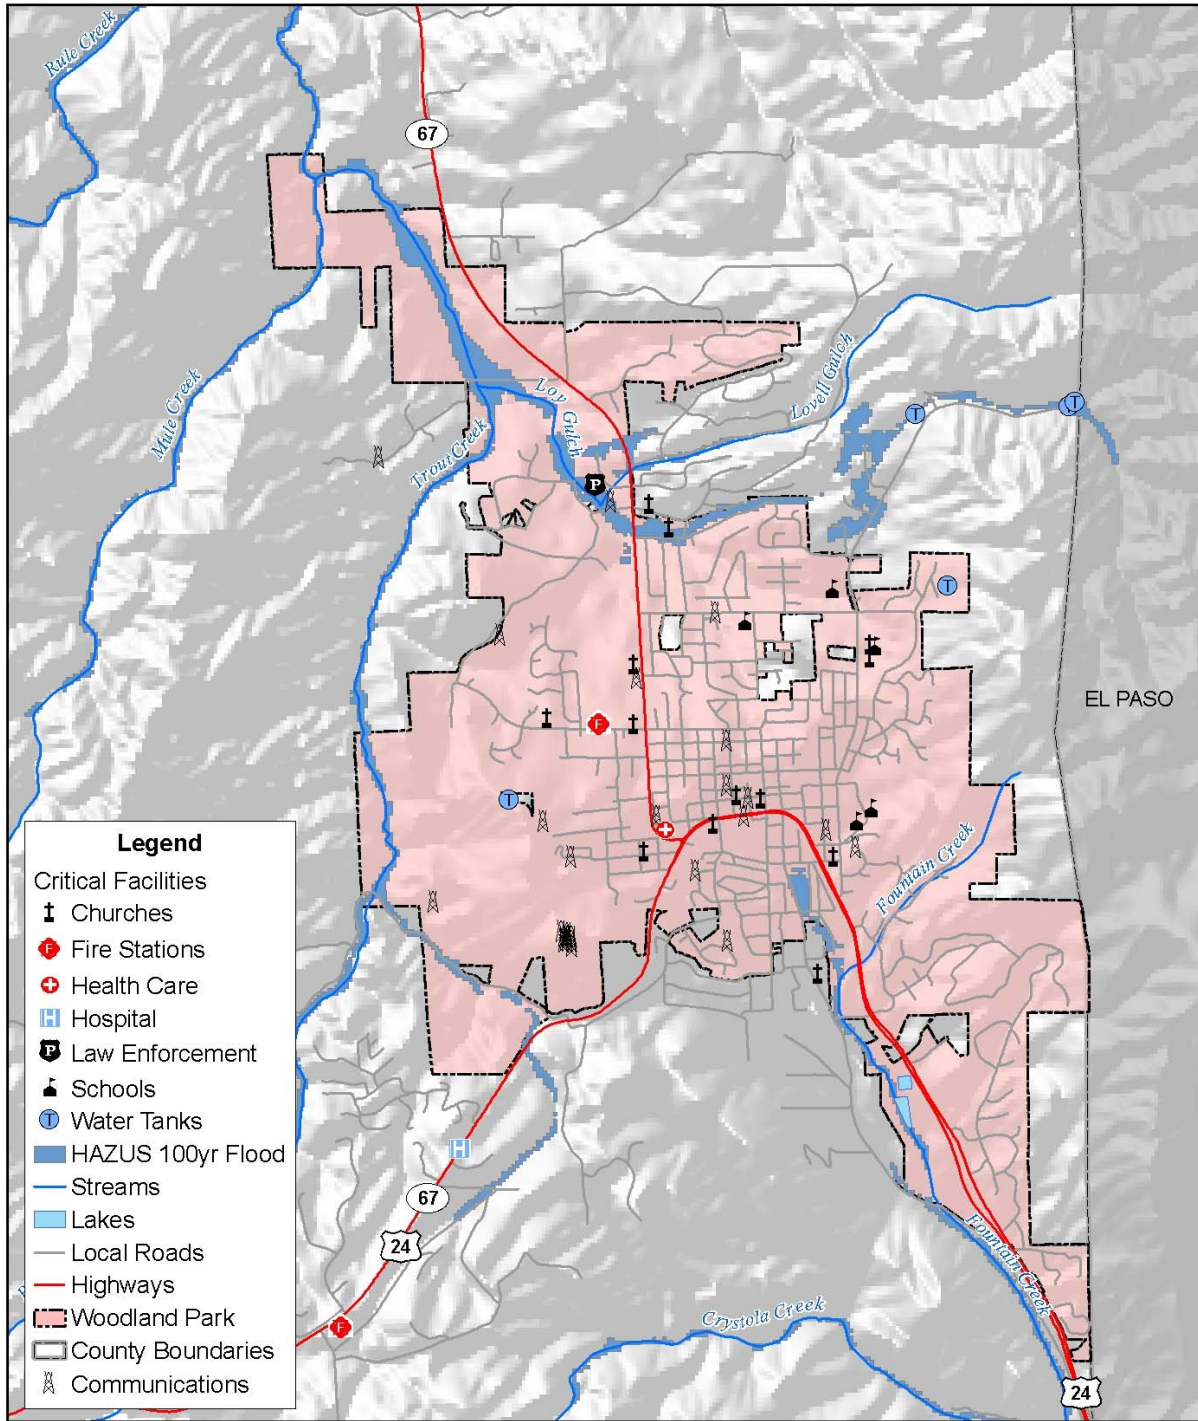 Rule Creek
67
Mule Creek
Trout Creek
Loy Gulch
Lovell Gulch
T
T
P
T
EL PASO
F
T
Fountain Creek
Legend
Critical Facilities
Churches
F Fire Stations
Health Care
H Hospital
P Law Enforcement
Schools
T Water Tanks
HAZUS 100yr Flood
Streams
Lakes
Local Roads
Highways
Woodland Park
County Boundaries
Communications
H
67
24
F
Fountain Creek
Crystola Creek
24